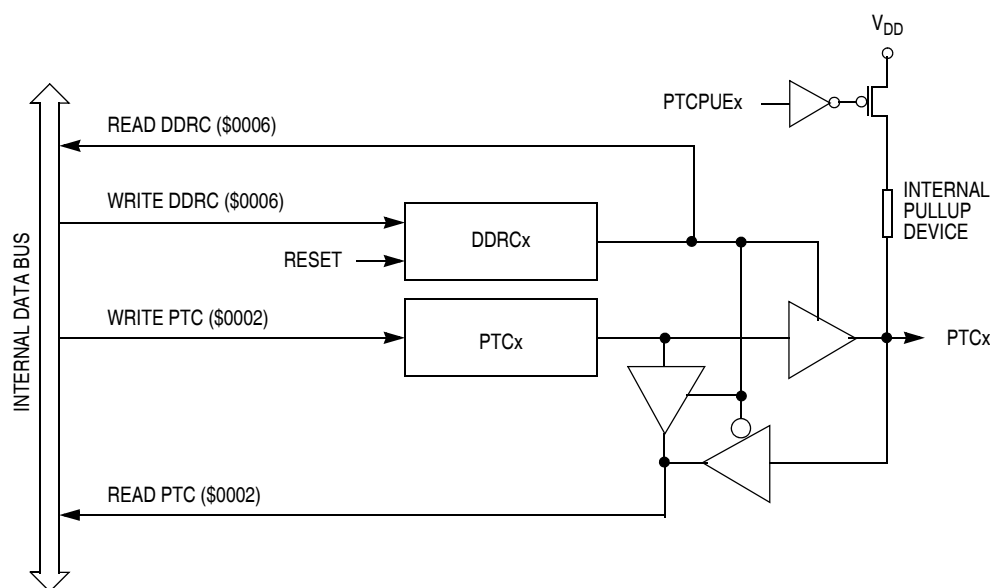 V_DD
PTCPUEx
READ DDRC ($0006)
WRITE DDRC ($0006)
INTERNAL
PULLUP
DEVICE
DDRCx
RESET
WRITE PTC ($0002)
PTCx
PTCx
INTERNAL DATA BUS
READ PTC ($0002)